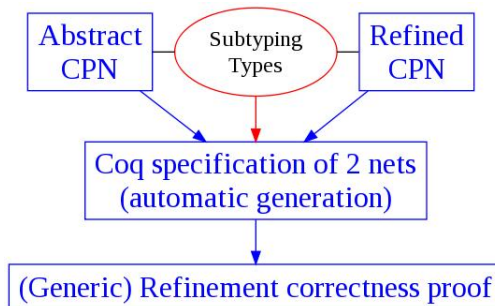 Abstract
CPN
Subtyping
Types
Refined
CPN
Coq specification of 2 nets
(automatic generation)
(Generic) Refinement correctness proof